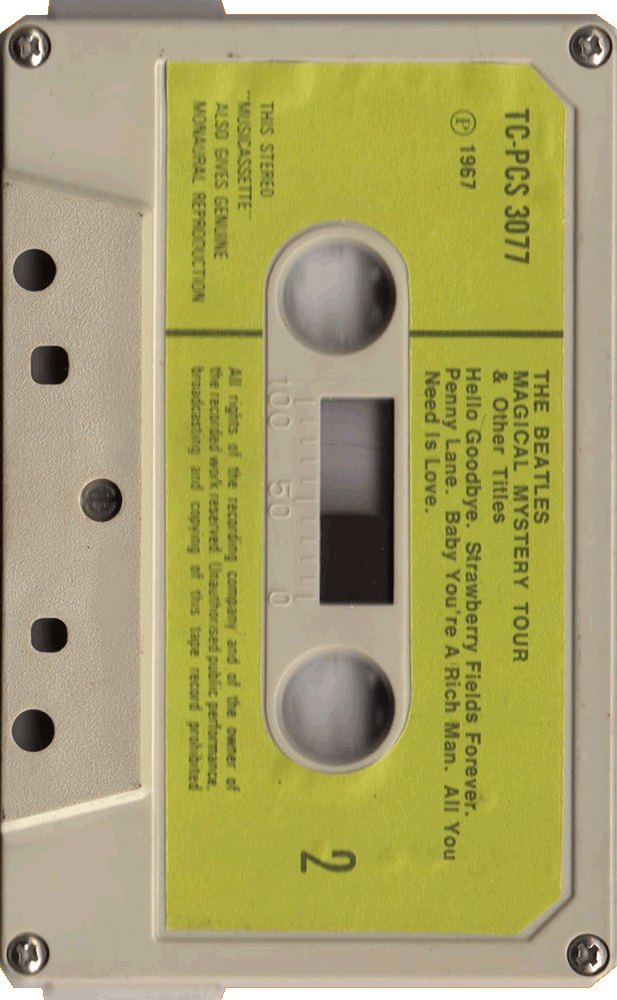 TC-PCS 3077
Ⓟ 1967
THE BEATLES
MAGICAL MYSTERY TOUR
& Other Titles
Hello Goodbye. Strawberry Fields Forever.
Penny Lane. Baby You're A Rich Man. All You
Need Is Love.
THIS STEREO
"MUSICASSETTE"
ALSO GIVES GENUINE
MONAURAL REPRODUCTION
100 50 0
All rights of the recording company and of the owner of
the recorded work reserved. Unauthorised public performance,
broadcasting and copying of this tape record prohibited
2